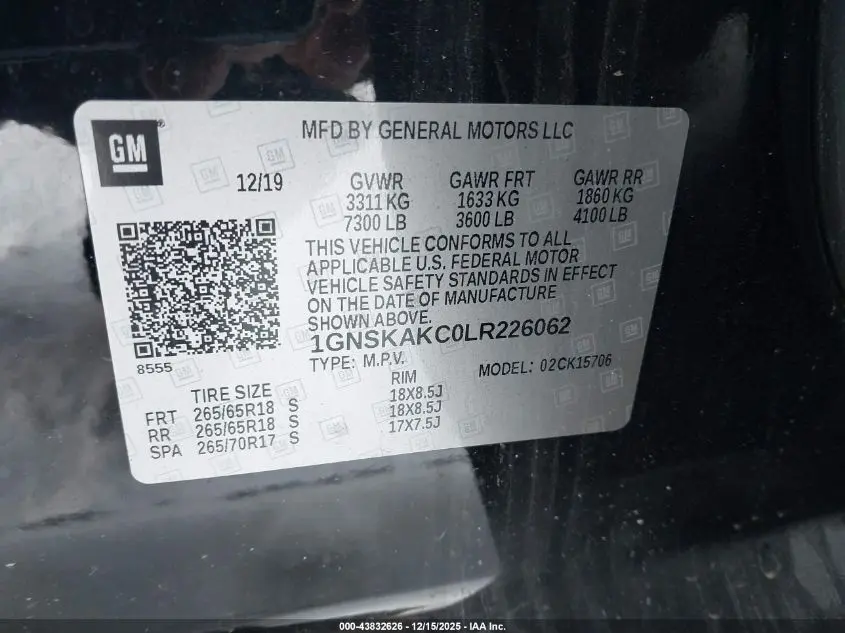 GM
MFD BY GENERAL MOTORS LLC
12/19
GVWR
3311 KG
7300 LB
GAWR FRT
1633 KG
3600 LB
GAWR RR
1860 KG
4100 LB
THIS VEHICLE CONFORMS TO ALL
APPLICABLE U.S. FEDERAL MOTOR
VEHICLE SAFETY STANDARDS IN EFFECT
ON THE DATE OF MANUFACTURE
SHOWN ABOVE.
1GNSKAKC0LR226062
8555
TYPE: M.P.V.
MODEL: 02CK15706
TIRE SIZE
RIM
FRT 265/65R18 S 18X8.5J
RR 265/65R18 S 18X8.5J
SPA 265/70R17 S 17X7.5J
000-43832626 - 12/15/2025 - IAA Inc.